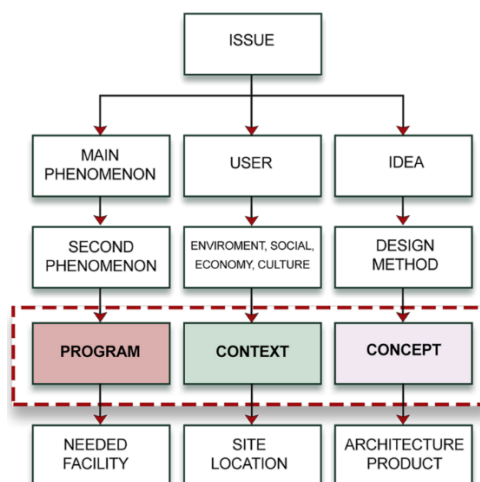 ISSUE
MAIN
PHENOMENON
USER
IDEA
SECOND
PHENOMENON
ENVIROMENT, SOCIAL,
ECONOMY, CULTURE
DESIGN
METHOD
PROGRAM
CONTEXT
CONCEPT
NEEDED
FACILITY
SITE
LOCATION
ARCHITECTURE
PRODUCT